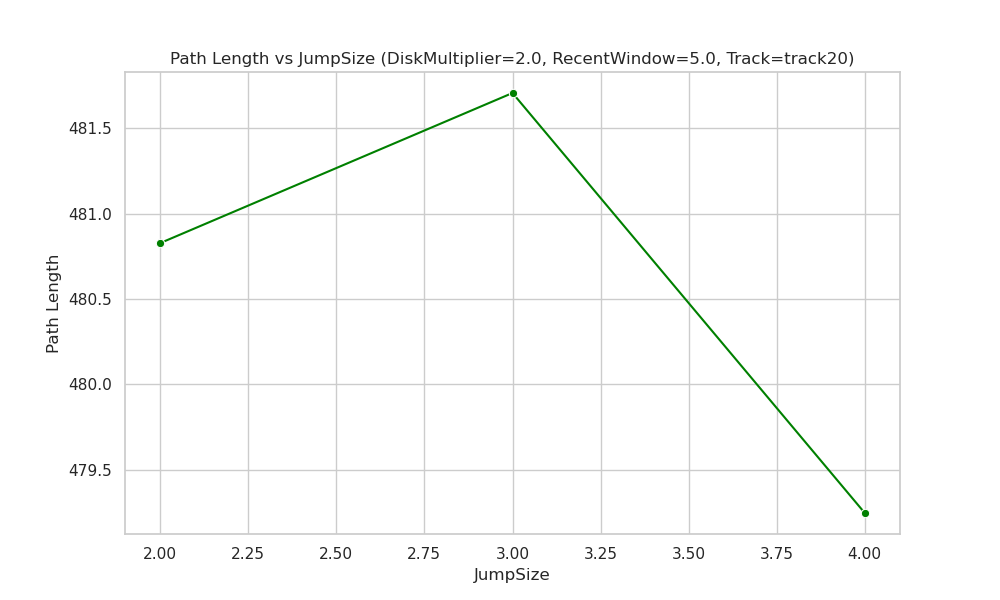 Path Length vs JumpSize (DiskMultiplier=2.0, RecentWindow=5.0, Track=track20)
481.5
481.0
480.5
480.0
479.5
Path Length
2.00 2.25 2.50 2.75 3.00 3.25 3.50 3.75 4.00
JumpSize